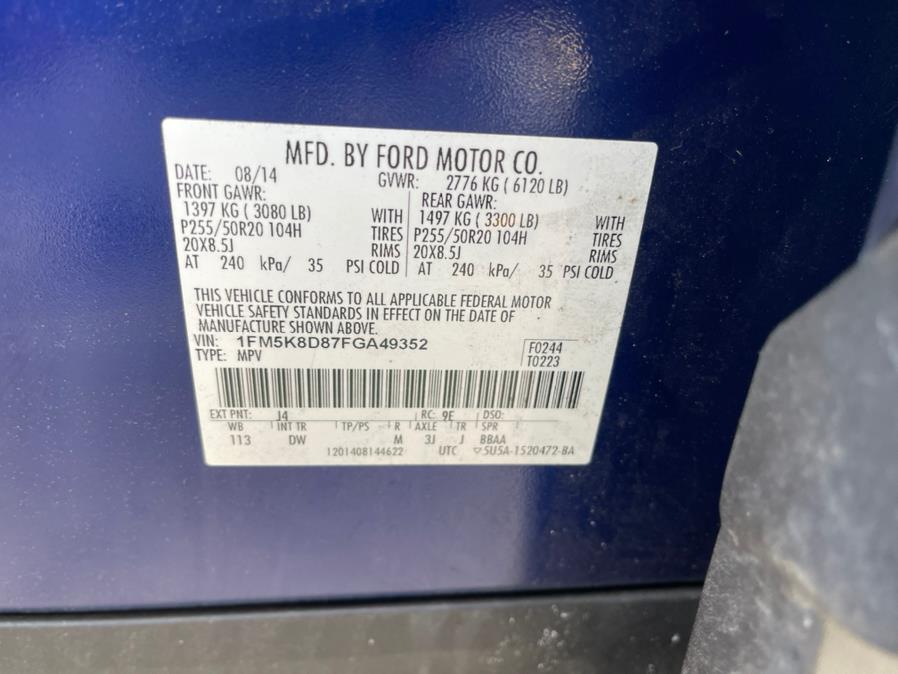 MFD. BY FORD MOTOR CO.
DATE: 08/14 GVWR: 2776 KG ( 6120 LB)
FRONT GAWR: REAR GAWR:
1397 KG ( 3080 LB) WITH 1497 KG ( 3300 LB) WITH
P255/50R20 104H TIRES P255/50R20 104H TIRES
20X8.5J RIMS 20X8.5J RIMS
AT 240 kPa/ 35 PSI COLD AT 240 kPa/ 35 PSI COLD
THIS VEHICLE CONFORMS TO ALL APPLICABLE FEDERAL MOTOR
VEHICLE SAFETY STANDARDS IN EFFECT ON THE DATE OF
MANUFACTURE SHOWN ABOVE.
VIN: 1FM5K8D87FGA49352 F0244
TYPE: MPV T0223
EXT PNT: J4 RC: 9F DSO:
WB INT TR TP/PS R AXLE TR SPR
113 DW M 3J J BBAA
1201408144622 UTC ▽5U5A-1520472-BA